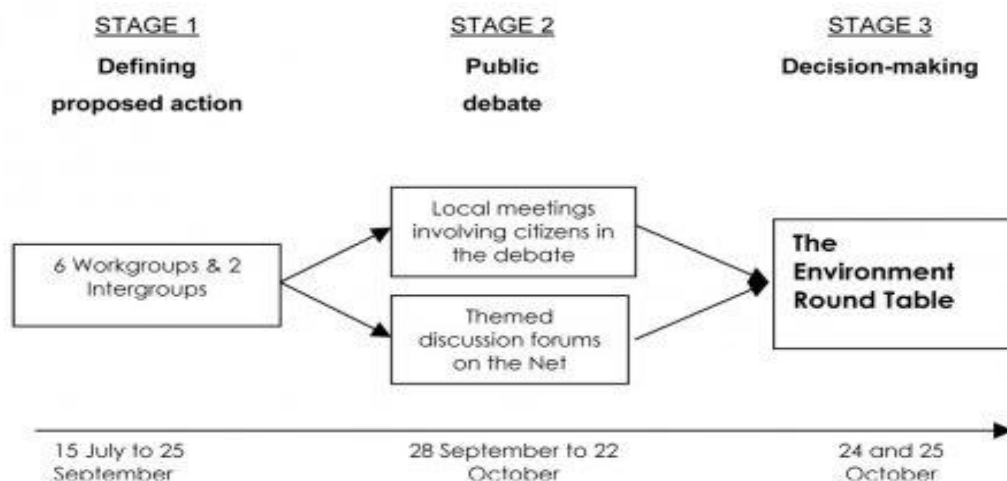 STAGE 1
Defining
proposed action
STAGE 2
Public
debate
STAGE 3
Decision-making
6 Workgroups & 2
Intergroups
Local meetings
involving citizens in
the debate
Themed
discussion forums
on the Net
The
Environment
Round Table
15 July to 25
September
28 September to 22
October
24 and 25
October